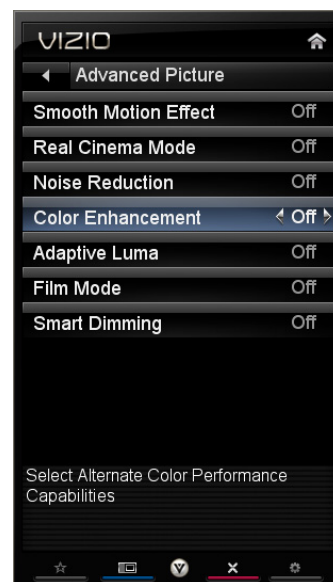 VIZIO
Advanced Picture
Smooth Motion Effect Off
Real Cinema Mode Off
Noise Reduction Off
Color Enhancement Off
Adaptive Luma Off
Film Mode Off
Smart Dimming Off
Select Alternate Color Performance
Capabilities
V